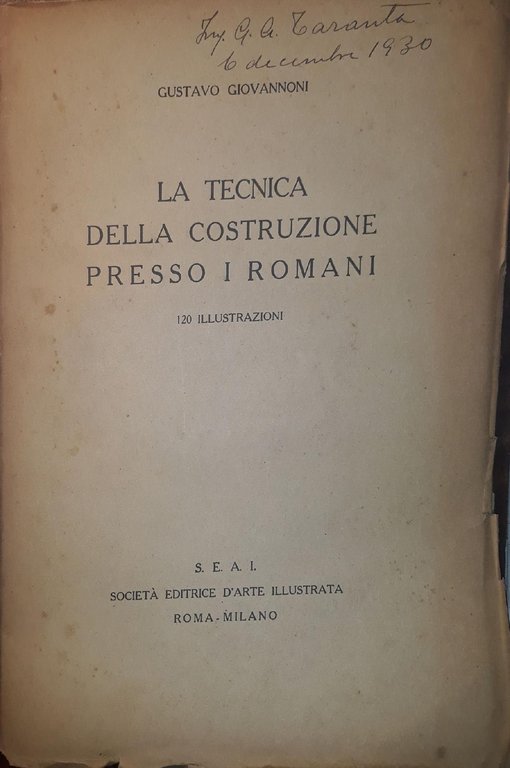 Ing G. A. Taranta
6 decembre 1930
GUSTAVO GIOVANNONI
LA TECNICA
DELLA COSTRUZIONE
PRESSO I ROMANI
120 ILLUSTRAZIONI
S. E. A. I.
SOCIETÀ EDITRICE D'ARTE ILLUSTRATA
ROMA-MILANO